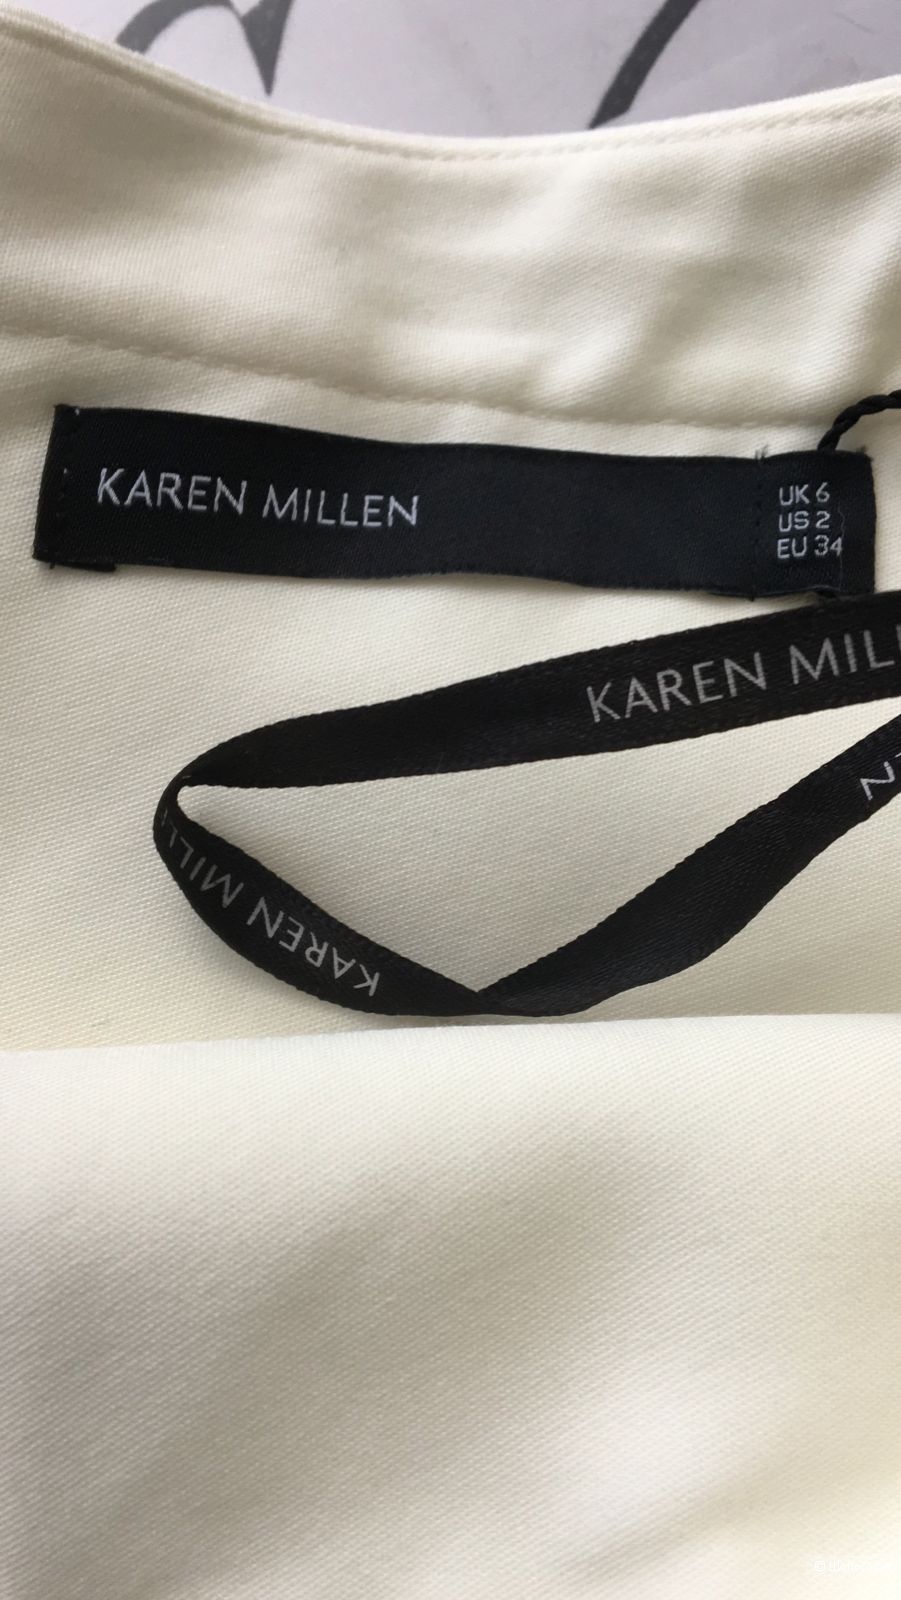 KAREN MILLEN
UK 6
US 2
EU 34
KAREN MILL
N
KAREN MILL